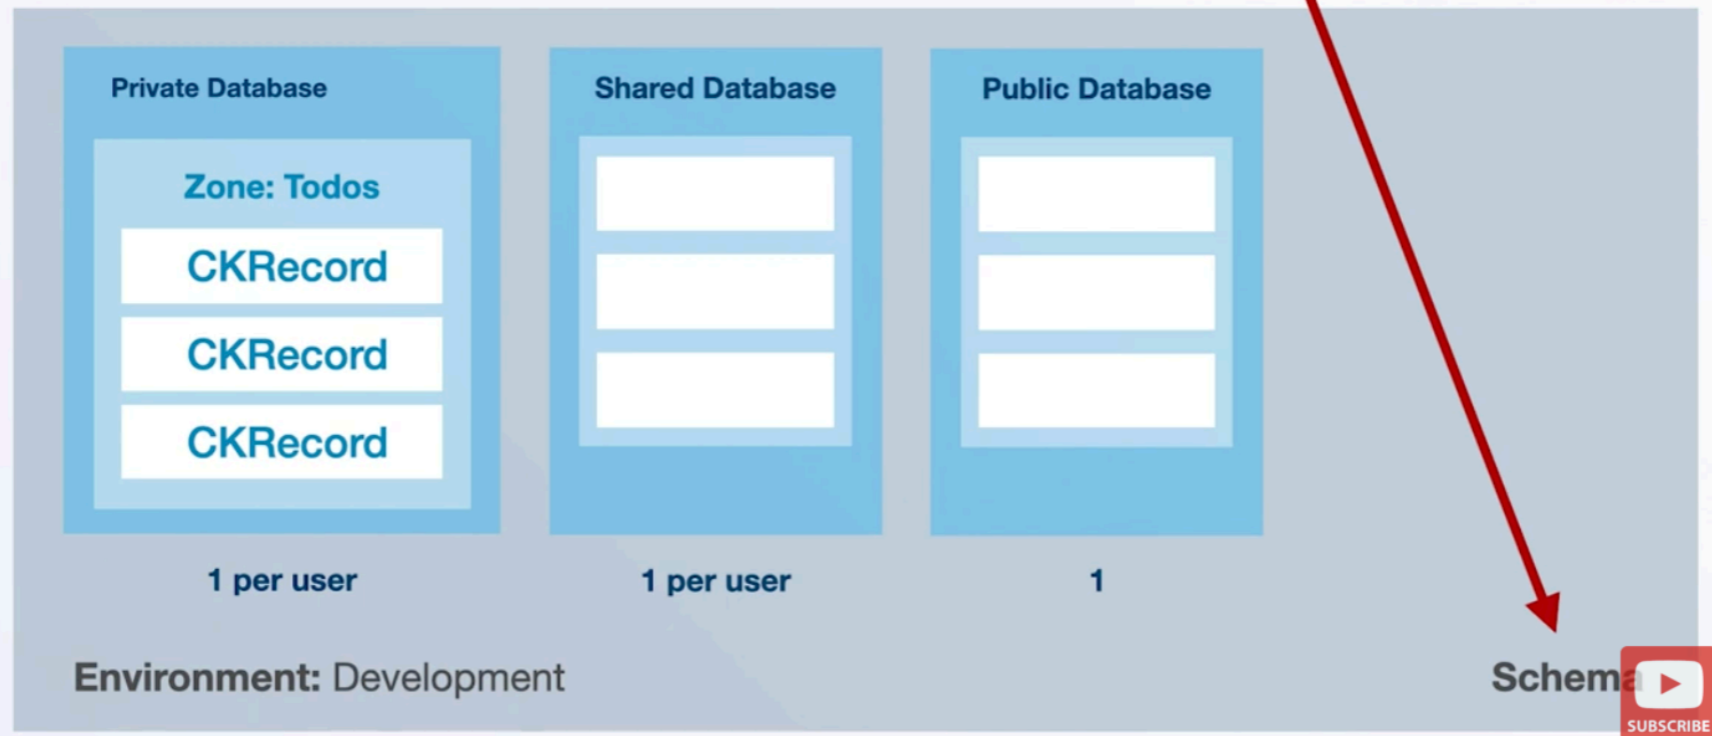 Private Database
Shared Database
Public Database
Zone: Todos
CKRecord
CKRecord
CKRecord
1 per user
1 per user
1
Environment: Development
Schema
SUBSCRIBE